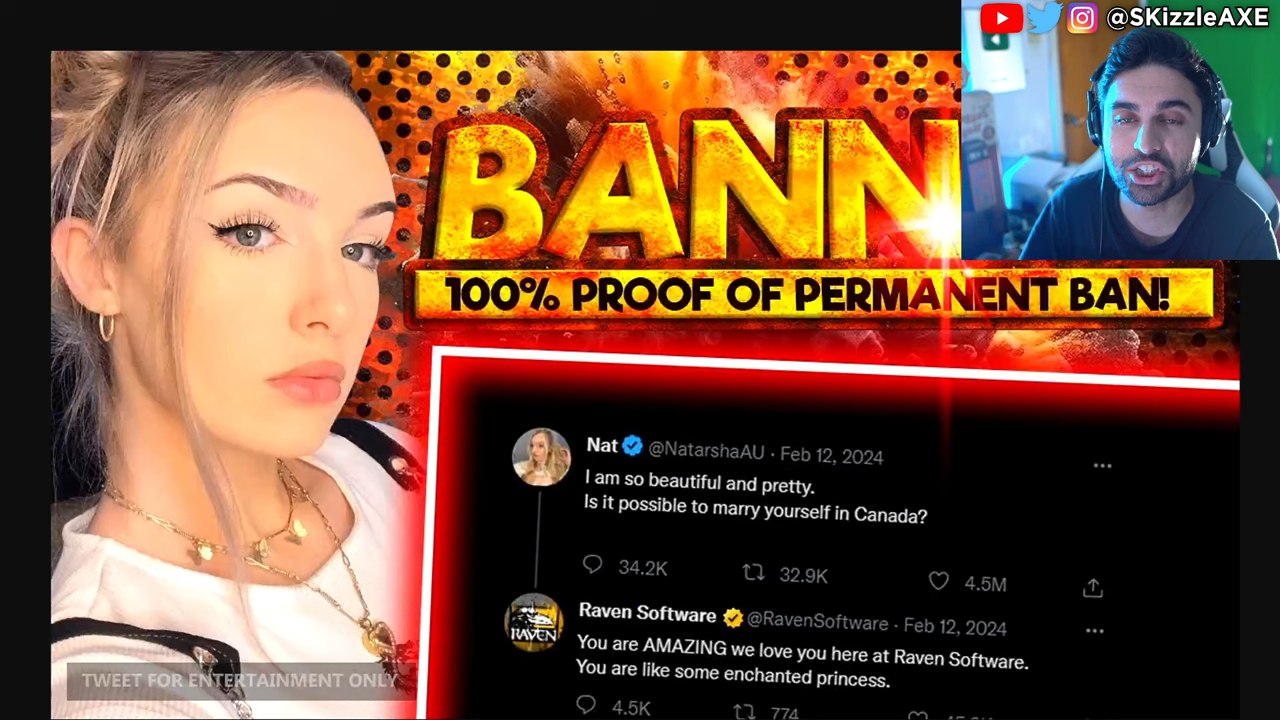 @SKizzleAXE
BANN
100% PROOF OF PERMANENT BAN!
Nat @NatarshaAU · Feb 12, 2024
I am so beautiful and pretty.
Is it possible to marry yourself in Canada?
34.2K 32.9K 4.5M
Raven Software @RavenSoftware · Feb 12, 2024
RAVEN
You are AMAZING we love you here at Raven Software.
You are like some enchanted princess.
TWEET FOR ENTERTAINMENT ONLY
4.5K 774